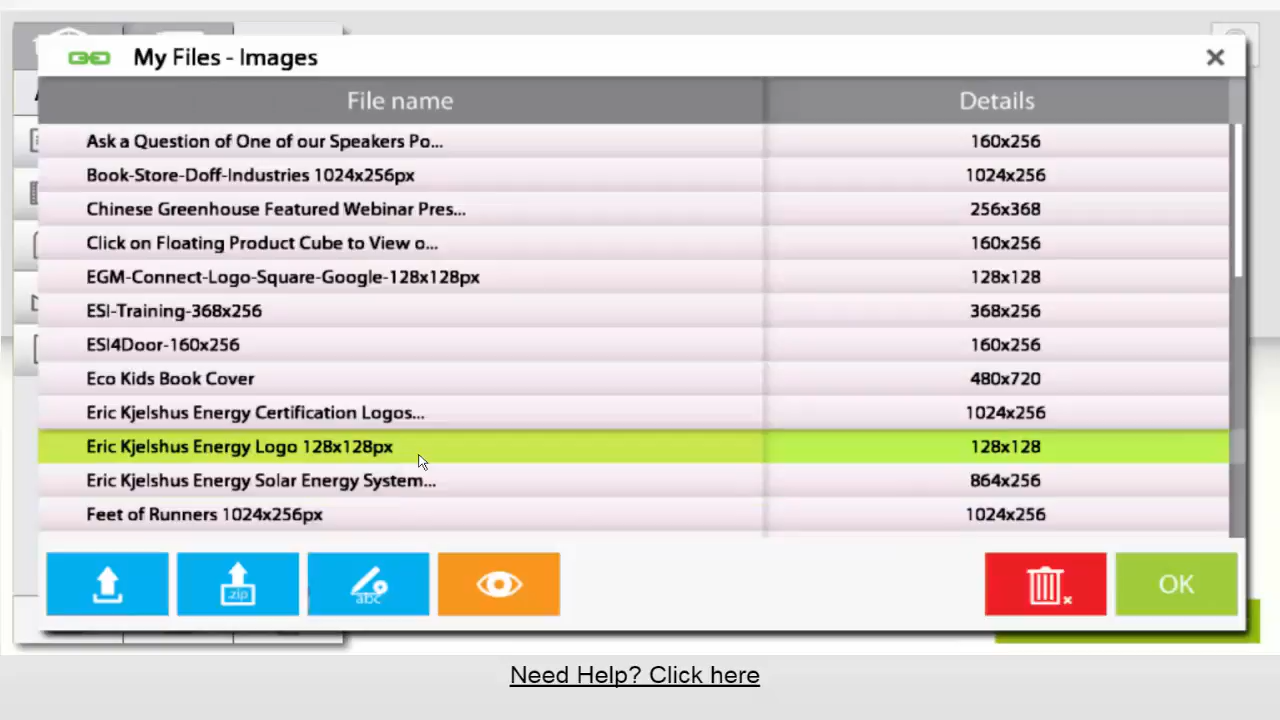 My Files - Images
File name Details
Ask a Question of One of our Speakers Po... 160x256
Book-Store-Doff-Industries 1024x256px 1024x256
Chinese Greenhouse Featured Webinar Pres... 256x368
Click on Floating Product Cube to View o... 160x256
EGM-Connect-Logo-Square-Google-128x128px 128x128
ESI-Training-368x256 368x256
ESI4Door-160x256 160x256
Eco Kids Book Cover 480x720
Eric Kjelshus Energy Certification Logos... 1024x256
Eric Kjelshus Energy Logo 128x128px 128x128
Eric Kjelshus Energy Solar Energy System... 864x256
Feet of Runners 1024x256px 1024x256
.zip abc OK
Need Help? Click here